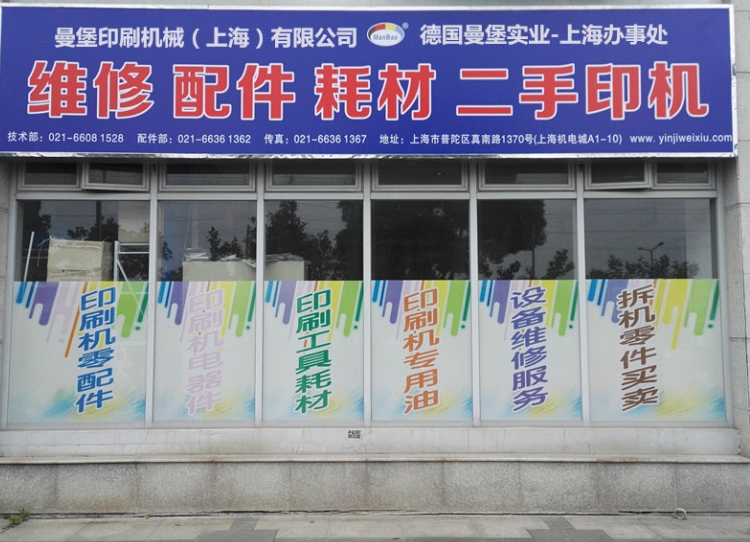 曼堡印刷机械（上海）有限公司 ManBao ® 德国曼堡实业-上海办事处
维修 配件 耗材 二手印机
技术部：021-6608 1528 配件部：021-6636 1362 传真：021-6636 1367 地址：上海市普陀区真南路1370号(上海机电城A1-10) www.yinjiweixiu.com
印刷机零配件
印刷机电器件
印刷工具耗材
印刷机专用油
设备维修服务
拆机零件买卖